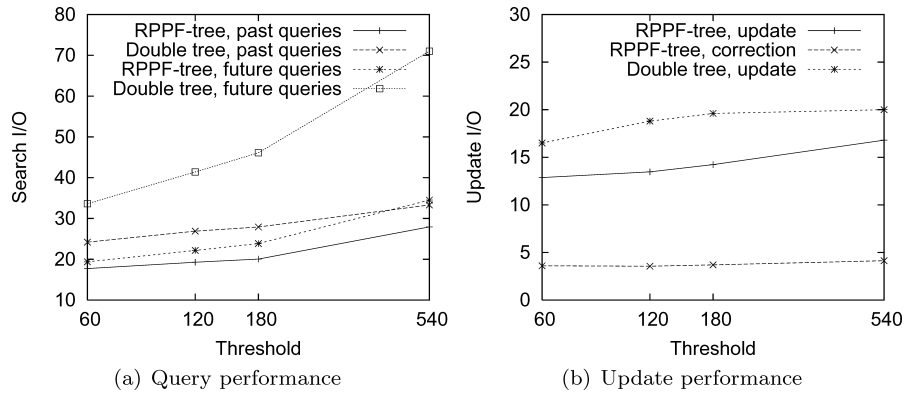 80
70
60
50
40
30
20
10
Search I/O
RPPF-tree, past queries
Double tree, past queries
RPPF-tree, future queries
Double tree, future queries
60 120 180 540
Threshold
(a) Query performance
30
25
20
15
10
5
0
Update I/O
RPPF-tree, update
RPPF-tree, correction
Double tree, update
60 120 180 540
Threshold
(b) Update performance